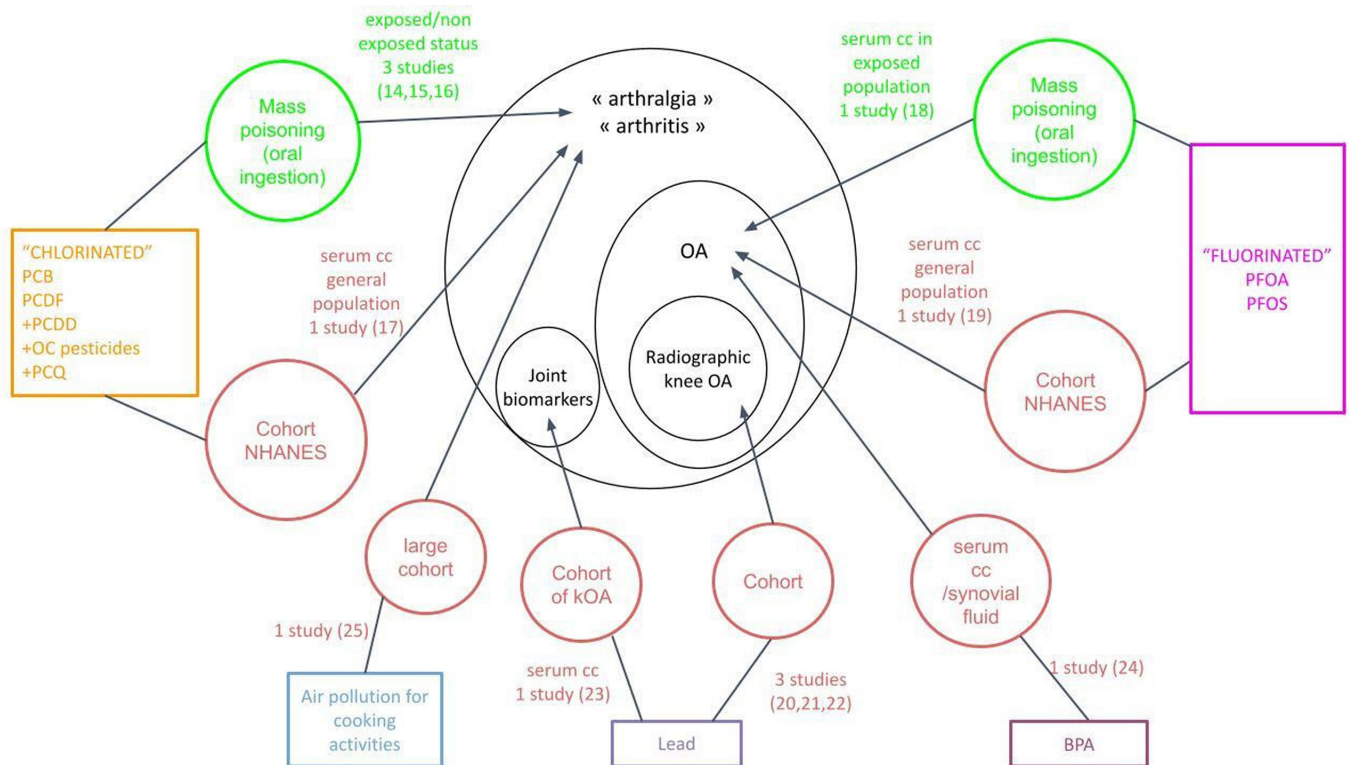 exposed/non
exposed status
3 studies
(14,15,16)
serum cc in
exposed
population
1 study (18)
Mass
poisoning
(oral
ingestion)
« arthralgia »
« arthritis »
Mass
poisoning
(oral
ingestion)
"CHLORINATED"
PCB
PCDF
+PCDD
+OC pesticides
+PCQ
serum cc
general
population
1 study (17)
OA
serum cc
general
population
1 study (19)
"FLUORINATED"
PFOA
PFOS
Joint
biomarkers
Radiographic
knee OA
Cohort
NHANES
Cohort
NHANES
large
cohort
Cohort
of kOA
Cohort
serum
cc
/synovial
fluid
1 study (25)
serum cc
1 study (23)
3 studies
(20,21,22)
1 study (24)
Air pollution for
cooking
activities
Lead
BPA